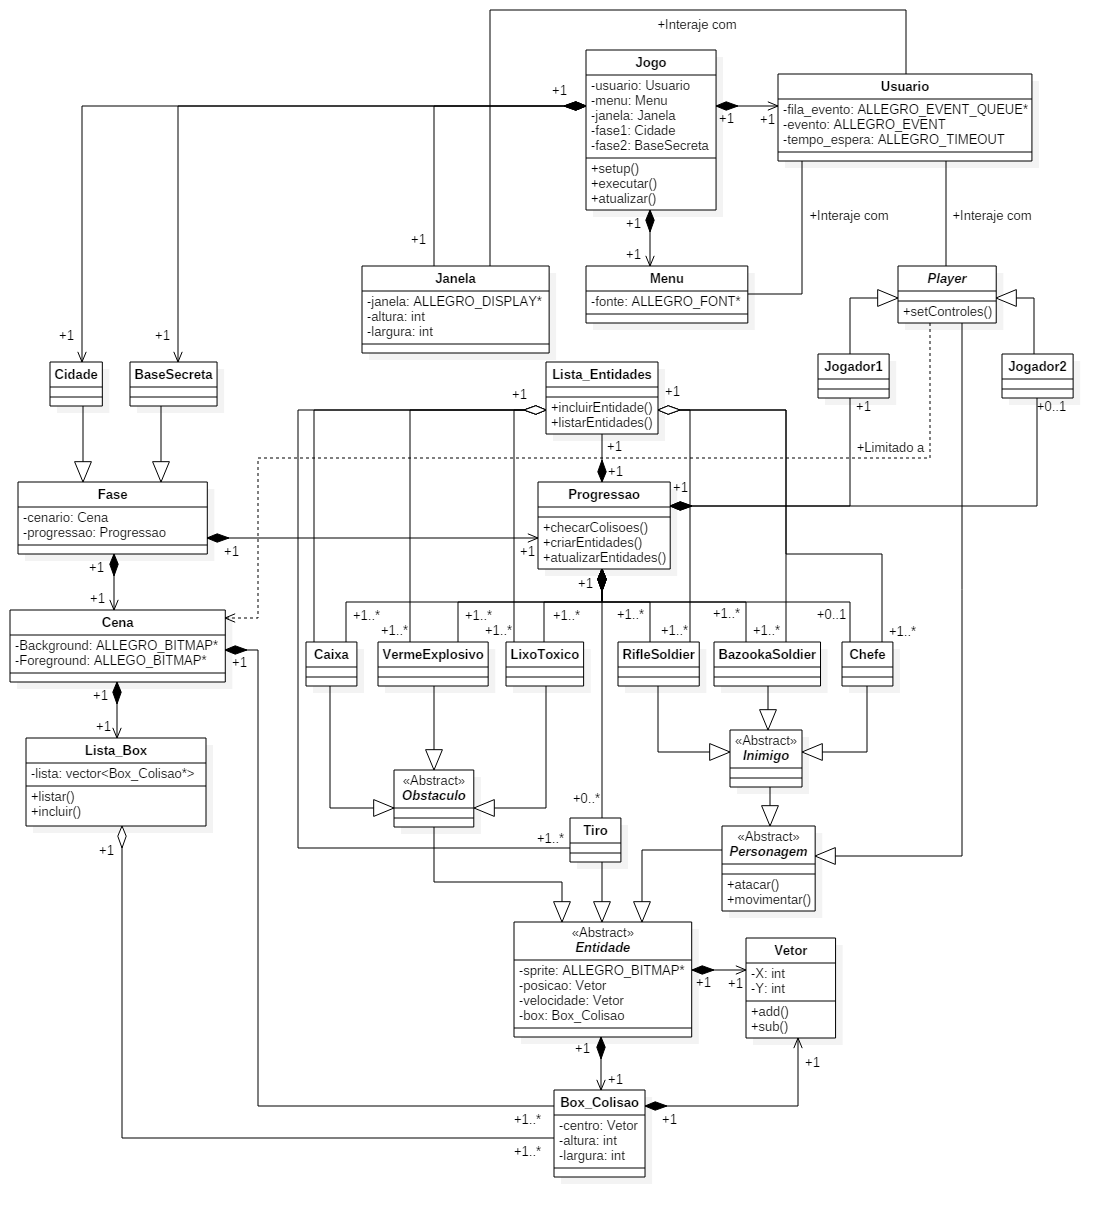 +Interaje com
Jogo
-usuario: Usuario
-menu: Menu
-janela: Janela
-fase1: Cidade
-fase2: BaseSecreta
+setup()
+executar()
+atualizar()
+1
+1
+1
Usuario
-fila_evento: ALLEGRO_EVENT_QUEUE*
-evento: ALLEGRO_EVENT
-tempo_espera: ALLEGRO_TIMEOUT
+Interaje com
+Interaje com
+1
+1
+1
Janela
-janela: ALLEGRO_DISPLAY*
-altura: int
-largura: int
Menu
-fonte: ALLEGRO_FONT*
Player
+setControles()
+1
+1
Cidade
BaseSecreta
Lista_Entidades
+incluirEntidade()
+listarEntidades()
+1
+1
Jogador1
Jogador2
+1
+0..1
+Limitado a
+1
+1
+1
Fase
-cenario: Cena
-progressao: Progressao
+1
+1
+1
+1
Progressao
+checarColisoes()
+criarEntidades()
+atualizarEntidades()
+1
Cena
-Background: ALLEGRO_BITMAP*
-Foreground: ALLEGO_BITMAP*
+1
+1
+1
+1..*
+1..*
+1..*
+1..*
+1..*
+1..*
+1..*
+1..*
+0..1
+1..*
Caixa
VermeExplosivo
LixoToxico
RifleSoldier
BazookaSoldier
Chefe
Lista_Box
-lista: vector<Box_Colisao*>
+listar()
+incluir()
+1
«Abstract»
Obstaculo
«Abstract»
Inimigo
+0..*
+1..*
Tiro
«Abstract»
Personagem
+atacar()
+movimentar()
«Abstract»
Entidade
-sprite: ALLEGRO_BITMAP*
-posicao: Vetor
-velocidade: Vetor
-box: Box_Colisao
+1
+1
Vetor
-X: int
-Y: int
+add()
+sub()
+1
+1
+1
Box_Colisao
-centro: Vetor
-altura: int
-largura: int
+1
+1..*
+1..*